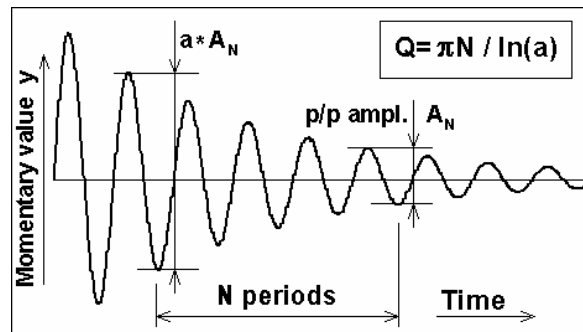 a*A_N
Q=πN / ln(a)
Momentary value y
p/p ampl. A_N
N periods
Time